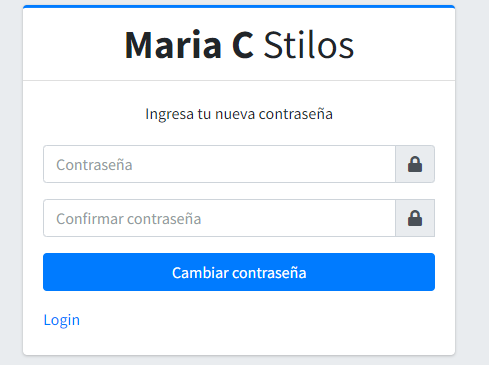 Maria C Stilos
Ingresa tu nueva contraseña
Contraseña
Confirmar contraseña
Cambiar contraseña
Login